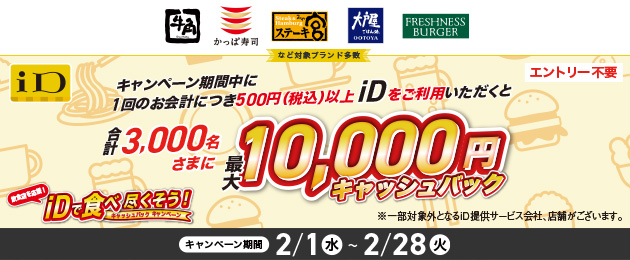 牛角
かっぱ寿司
Steak & Hamburg
ステーキ宮
大戸屋
ごはん処
OOTOYA
FRESHNESS
BURGER
など対象ブランド多数
iD
エントリー不要
キャンペーン期間中に
1回のお会計につき500円(税込)以上 iDをご利用いただくと
合計3,000名さまに
最大10,000円
キャッシュバック
飲食店を応援!
iDで食べ尽くそう!
キャッシュバック キャンペーン
※一部対象外となるiD提供サービス会社、店舗がございます。
キャンペーン期間 2/1水 ~ 2/28火